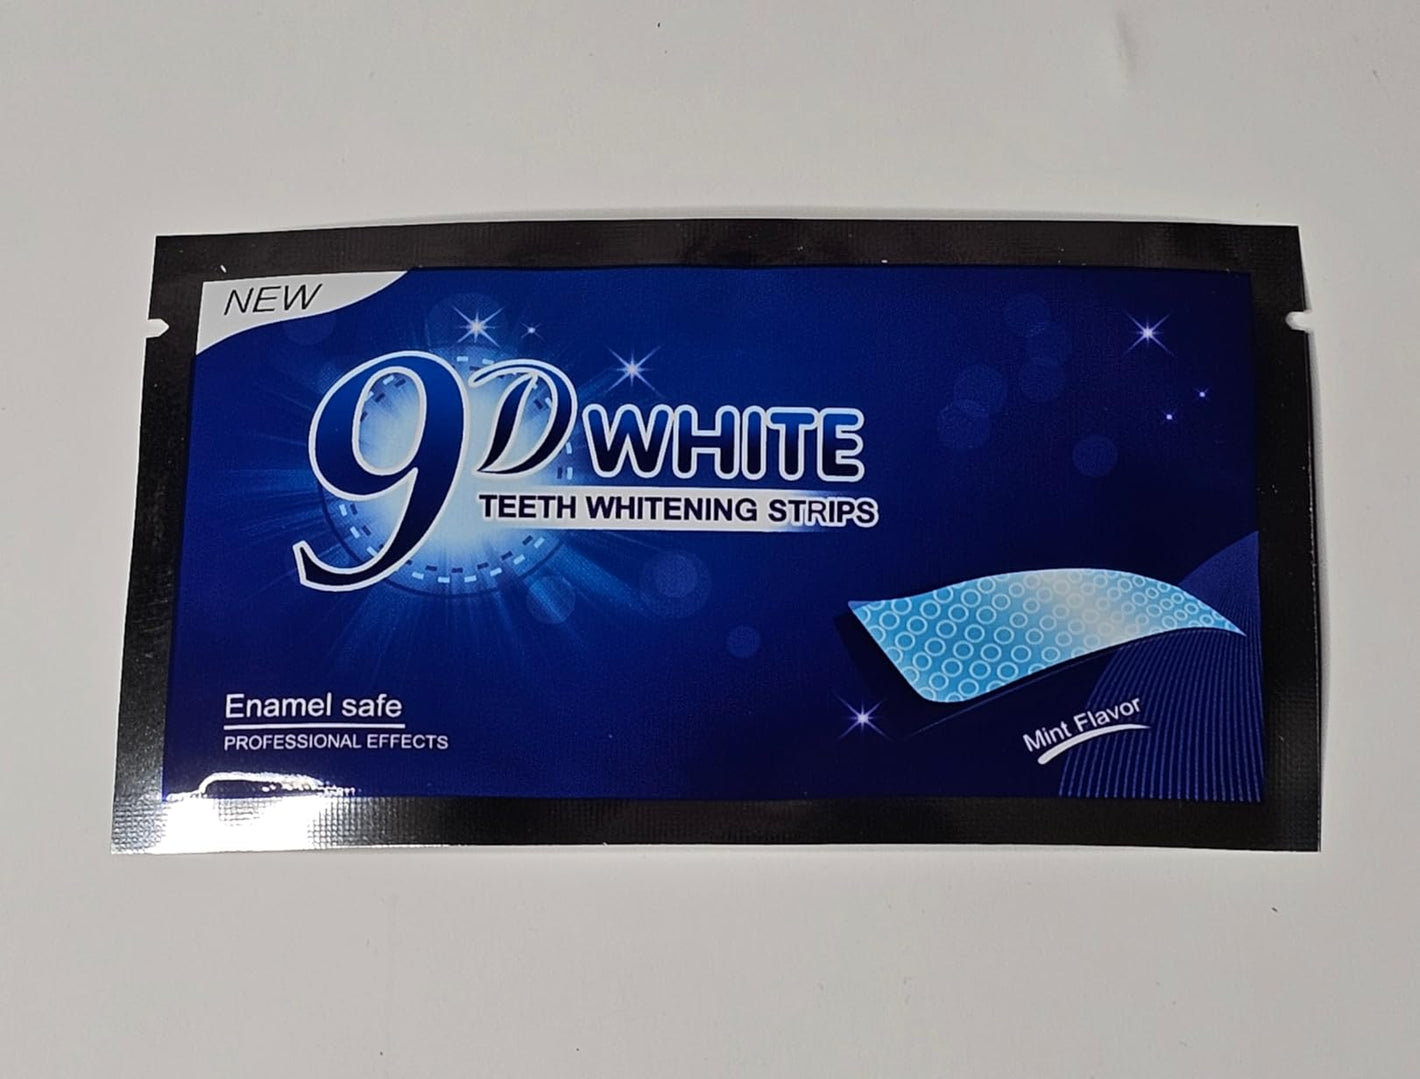 NEW
9D WHITE
TEETH WHITENING STRIPS
Enamel safe
PROFESSIONAL EFFECTS
Mint Flavor